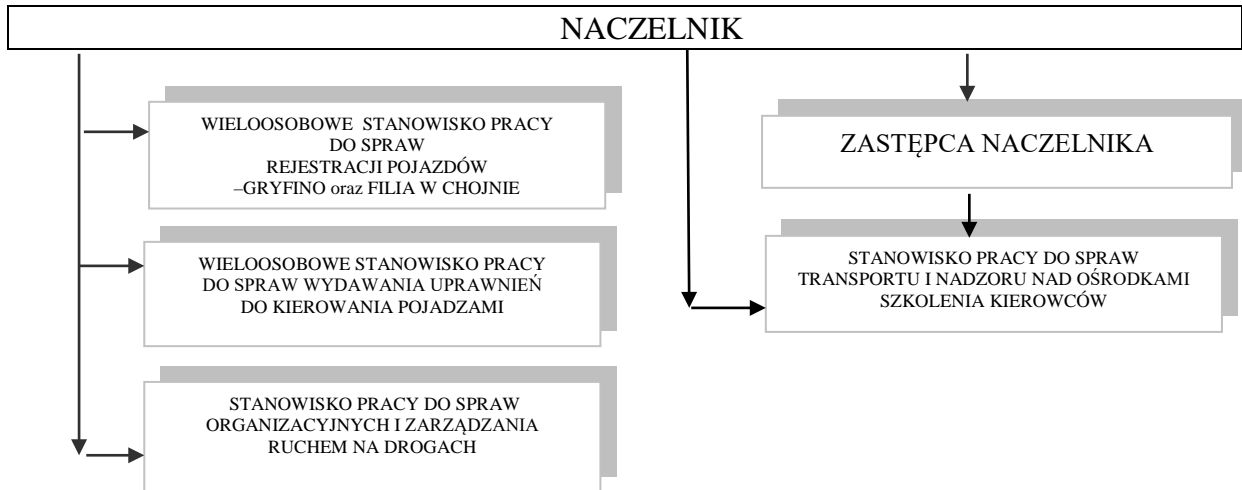 NACZELNIK
WIELOOSOBOWE STANOWISKO PRACY
DO SPRAW
REJESTRACJI POJAZDÓW
–GRYFINO oraz FILIA W CHOJNIE
WIELOOSOBOWE STANOWISKO PRACY
DO SPRAW WYDAWANIA UPRAWNIEŃ
DO KIEROWANIA POJADZAMI
STANOWISKO PRACY DO SPRAW
ORGANIZACYJNYCH I ZARZĄDZANIA
RUCHEM NA DROGACH
ZASTĘPCA NACZELNIKA
STANOWISKO PRACY DO SPRAW
TRANSPORTU I NADZORU NAD OŚRODKAMI
SZKOLENIA KIEROWCÓW